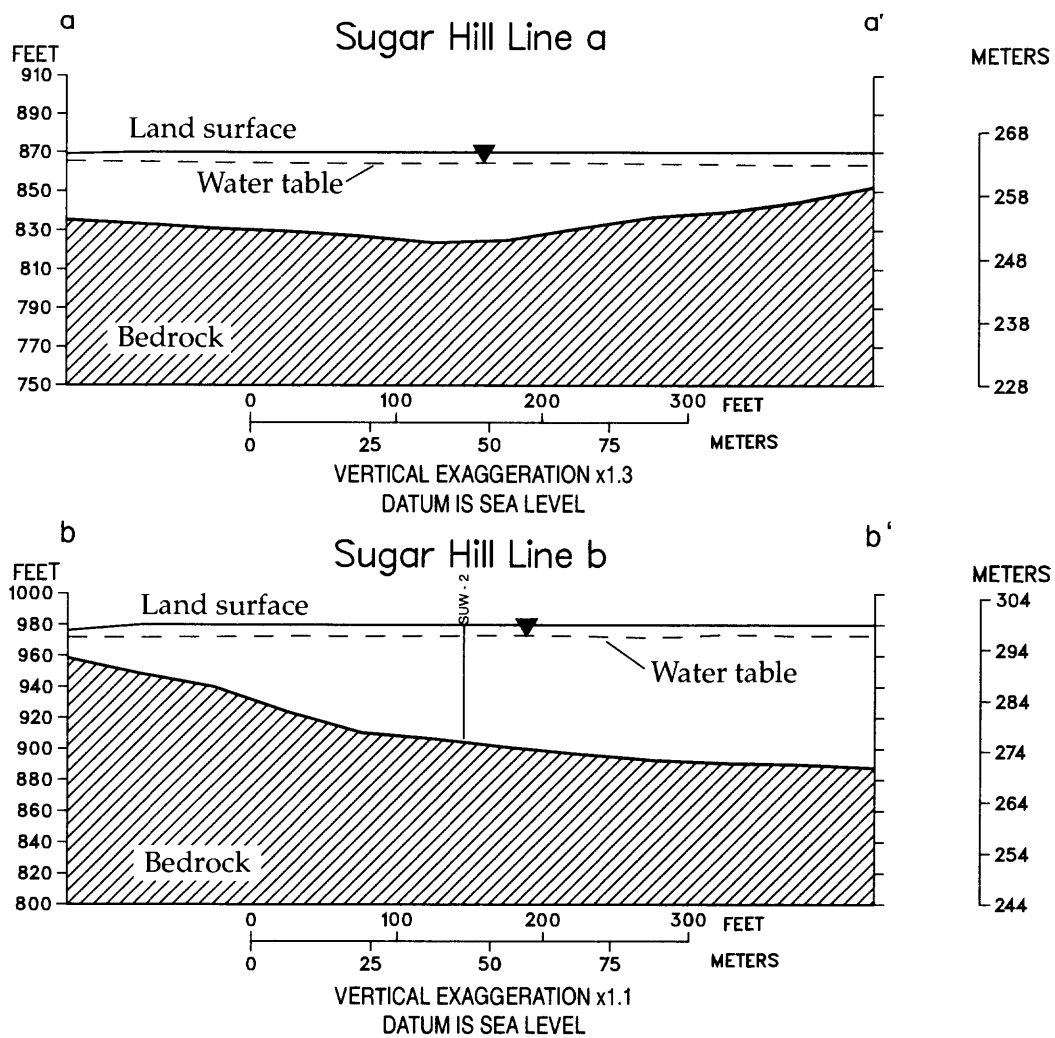 a a'
Sugar Hill Line a
FEET METERS
910
890
Land surface
870 268
Water table
850 258
830
810 248
790
Bedrock 238
770
750 228
0 100 200 300 FEET
0 25 50 75 METERS
VERTICAL EXAGGERATION x1.3
DATUM IS SEA LEVEL
b b'
Sugar Hill Line b
FEET METERS
SUW - 2
1000 304
Land surface
980
960 294
Water table
940
920 284
900 274
880
860 264
Bedrock
840 254
820
800 244
0 100 200 300 FEET
0 25 50 75 METERS
VERTICAL EXAGGERATION x1.1
DATUM IS SEA LEVEL